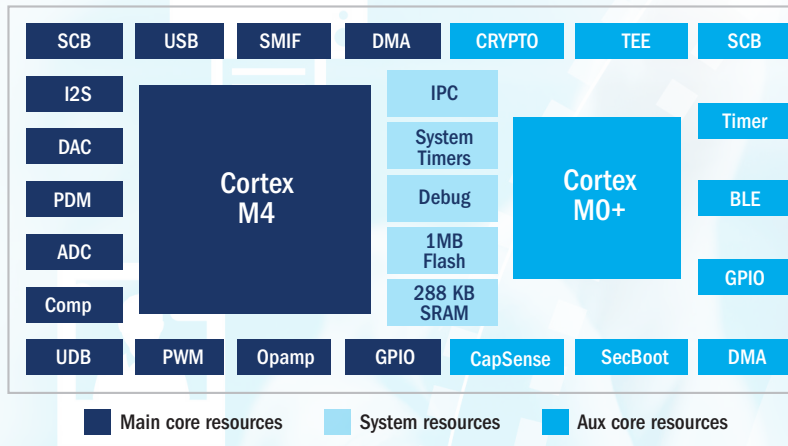 SCB
USB
SMIF
DMA
CRYPTO
TEE
SCB
I2S
DAC
PDM
ADC
Comp
Cortex
M4
IPC
System
Timers
Debug
1MB
Flash
288 KB
SRAM
Cortex
M0+
Timer
BLE
GPIO
UDB
PWM
Opamp
GPIO
CapSense
SecBoot
DMA
Main core resources
System resources
Aux core resources